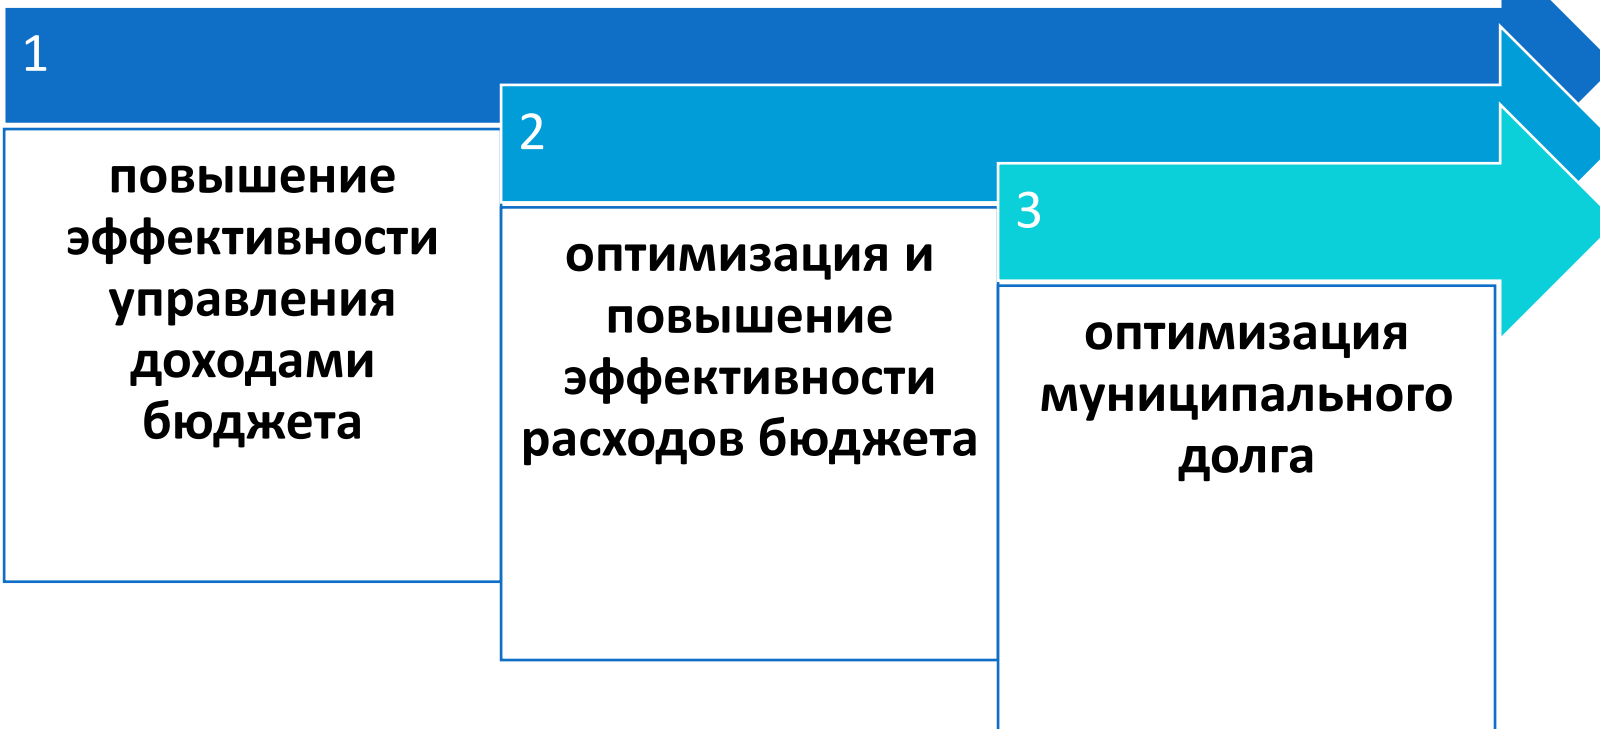 1
повышение
эффективности
управления
доходами
бюджета
2
оптимизация и
повышение
эффективности
расходов бюджета
3
оптимизация
муниципального
долга